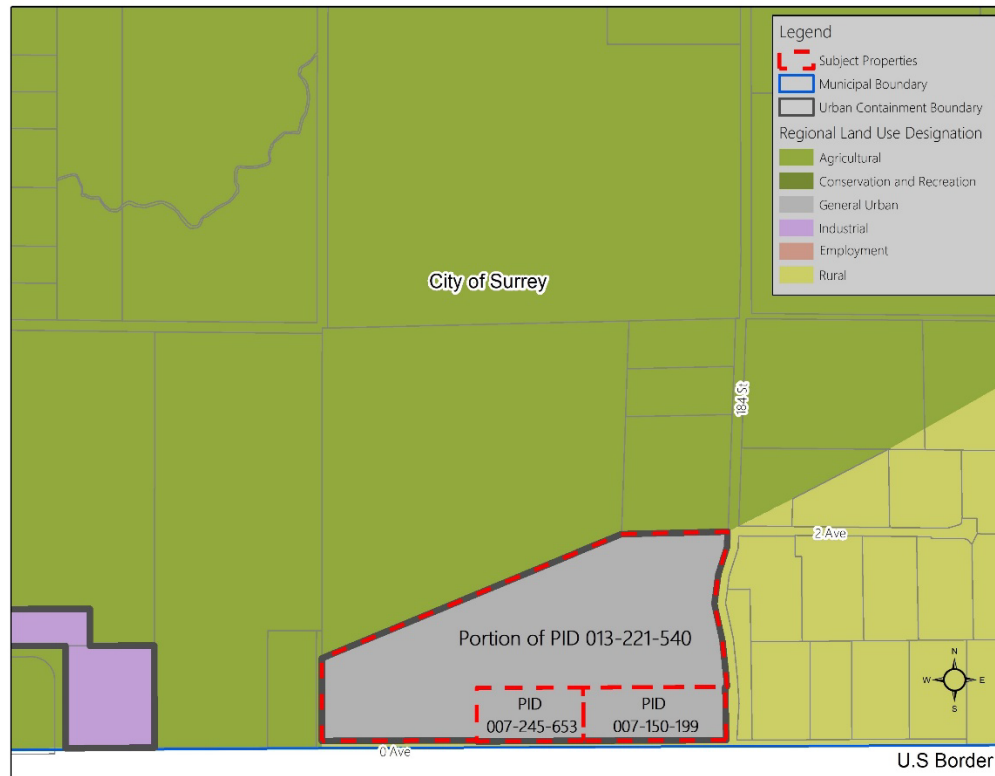 Legend
Subject Properties
Municipal Boundary
Urban Containment Boundary
Regional Land Use Designation
Agricultural
Conservation and Recreation
General Urban
Industrial
Employment
Rural
City of Surrey
184 St
2 Ave
Portion of PID 013-221-540
PID
007-245-653
PID
007-150-199
N
W
E
S
0 Ave
U.S Border